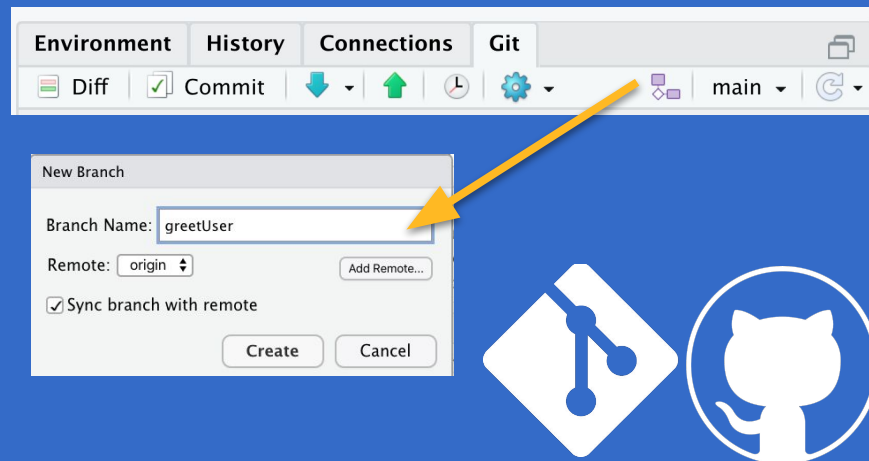 Environment History Connections Git
Diff Commit main
New Branch
Branch Name: greetUser
Remote: origin Add Remote...
Sync branch with remote
Create Cancel